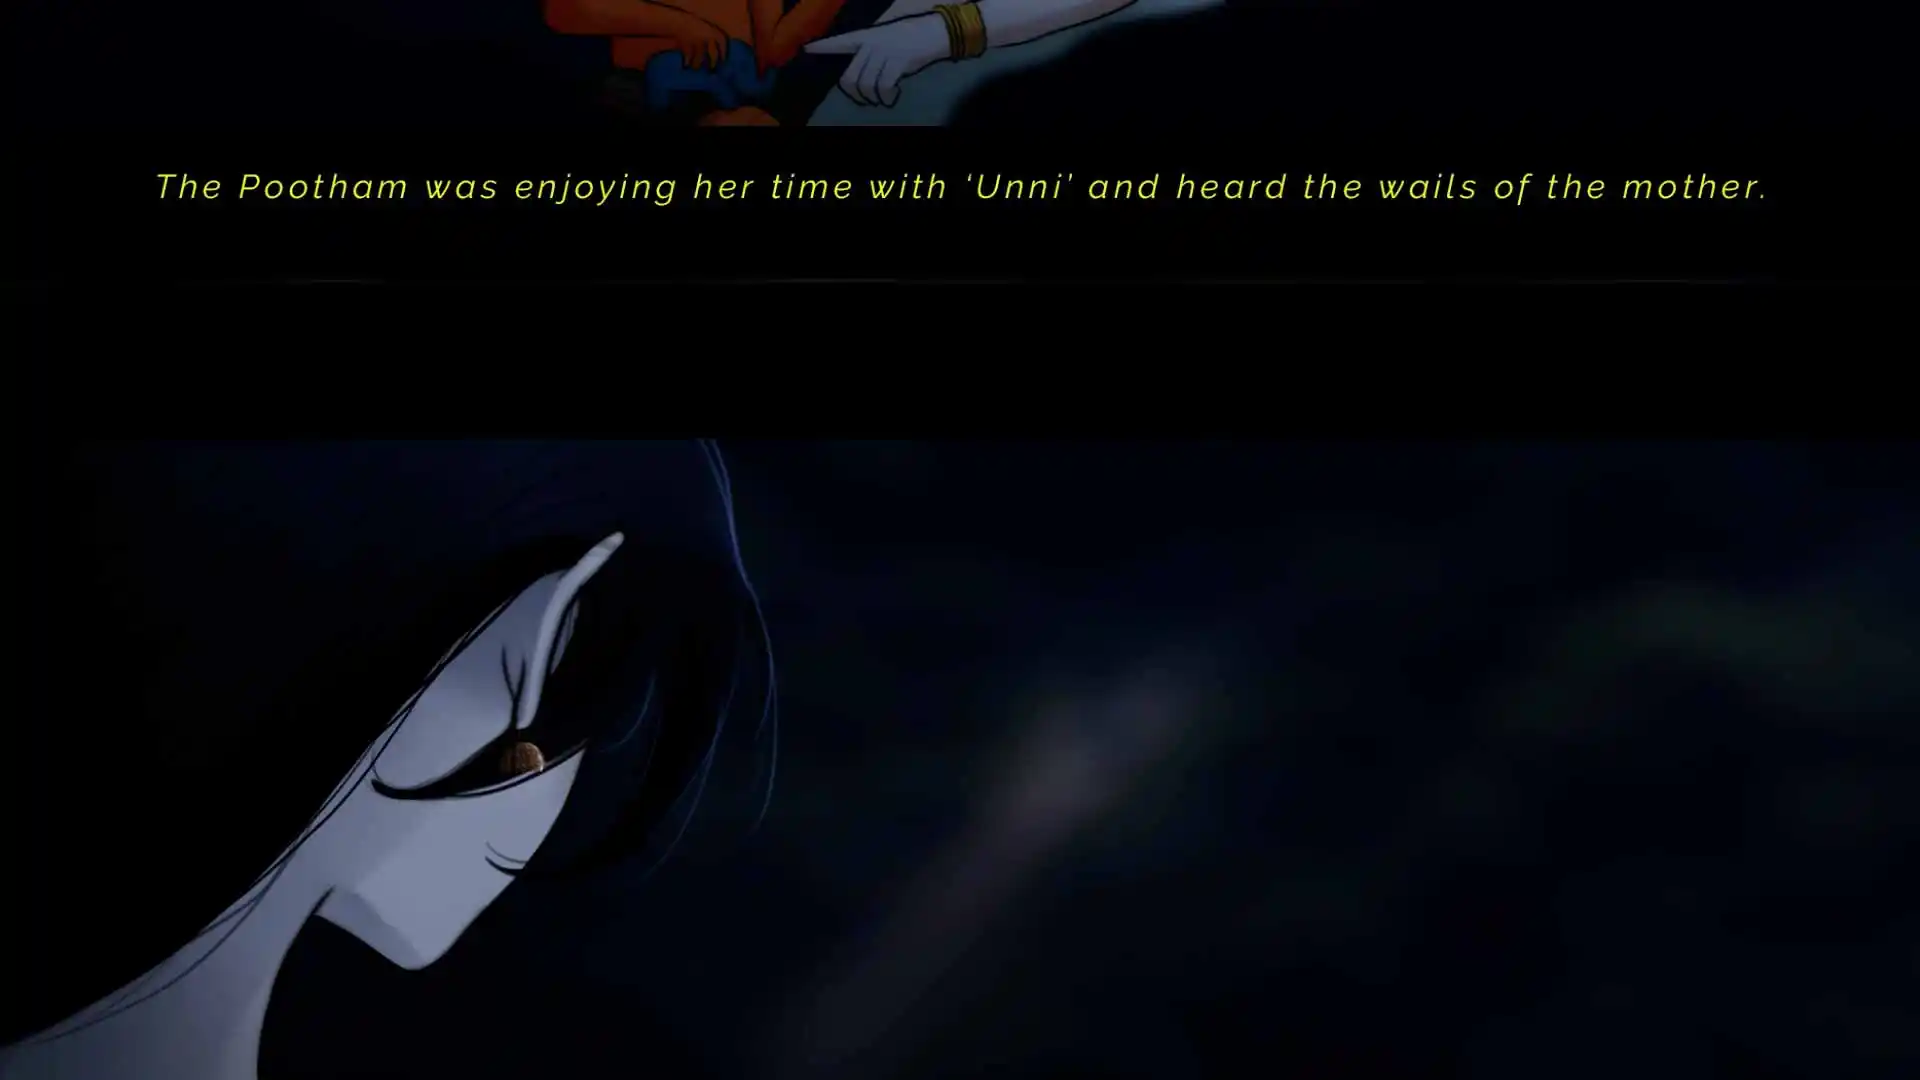 The Pootham was enjoying her time with ‘Unni’ and heard the wails of the mother.